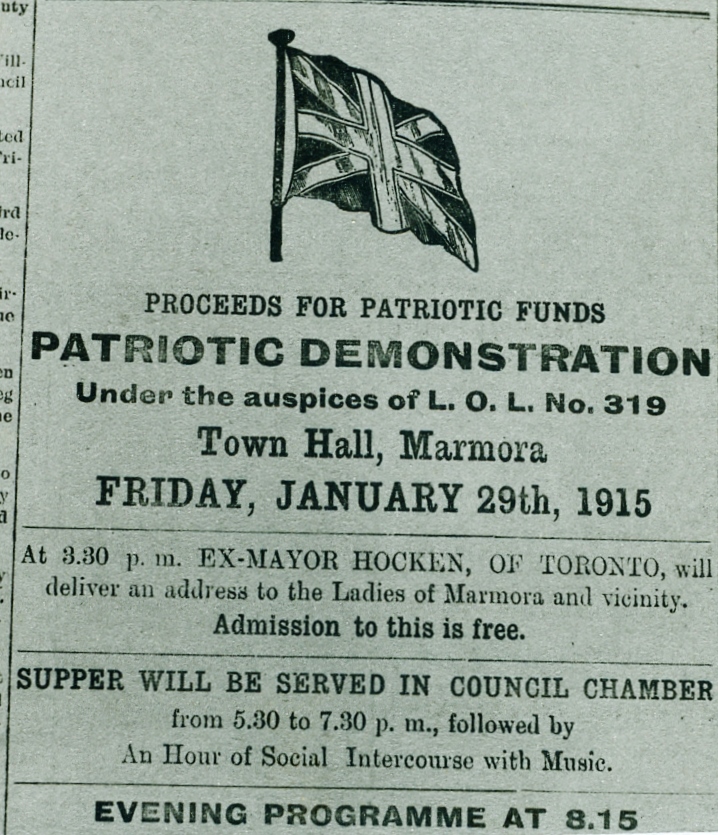 uty
ncil
ted
PROCEEDS FOR PATRIOTIC FUNDS
PATRIOTIC DEMONSTRATION
Under the auspices of L. O. L. No. 319
Town Hall, Marmora
FRIDAY, JANUARY 29th, 1915
At 3.30 p. m. EX-MAYOR HOCKEN, OF TORONTO, will
deliver an address to the Ladies of Marmora and vicinity.
Admission to this is free.
SUPPER WILL BE SERVED IN COUNCIL CHAMBER
from 5.30 to 7.30 p. m., followed by
An Hour of Social Intercourse with Music.
EVENING PROGRAMME AT 8.15